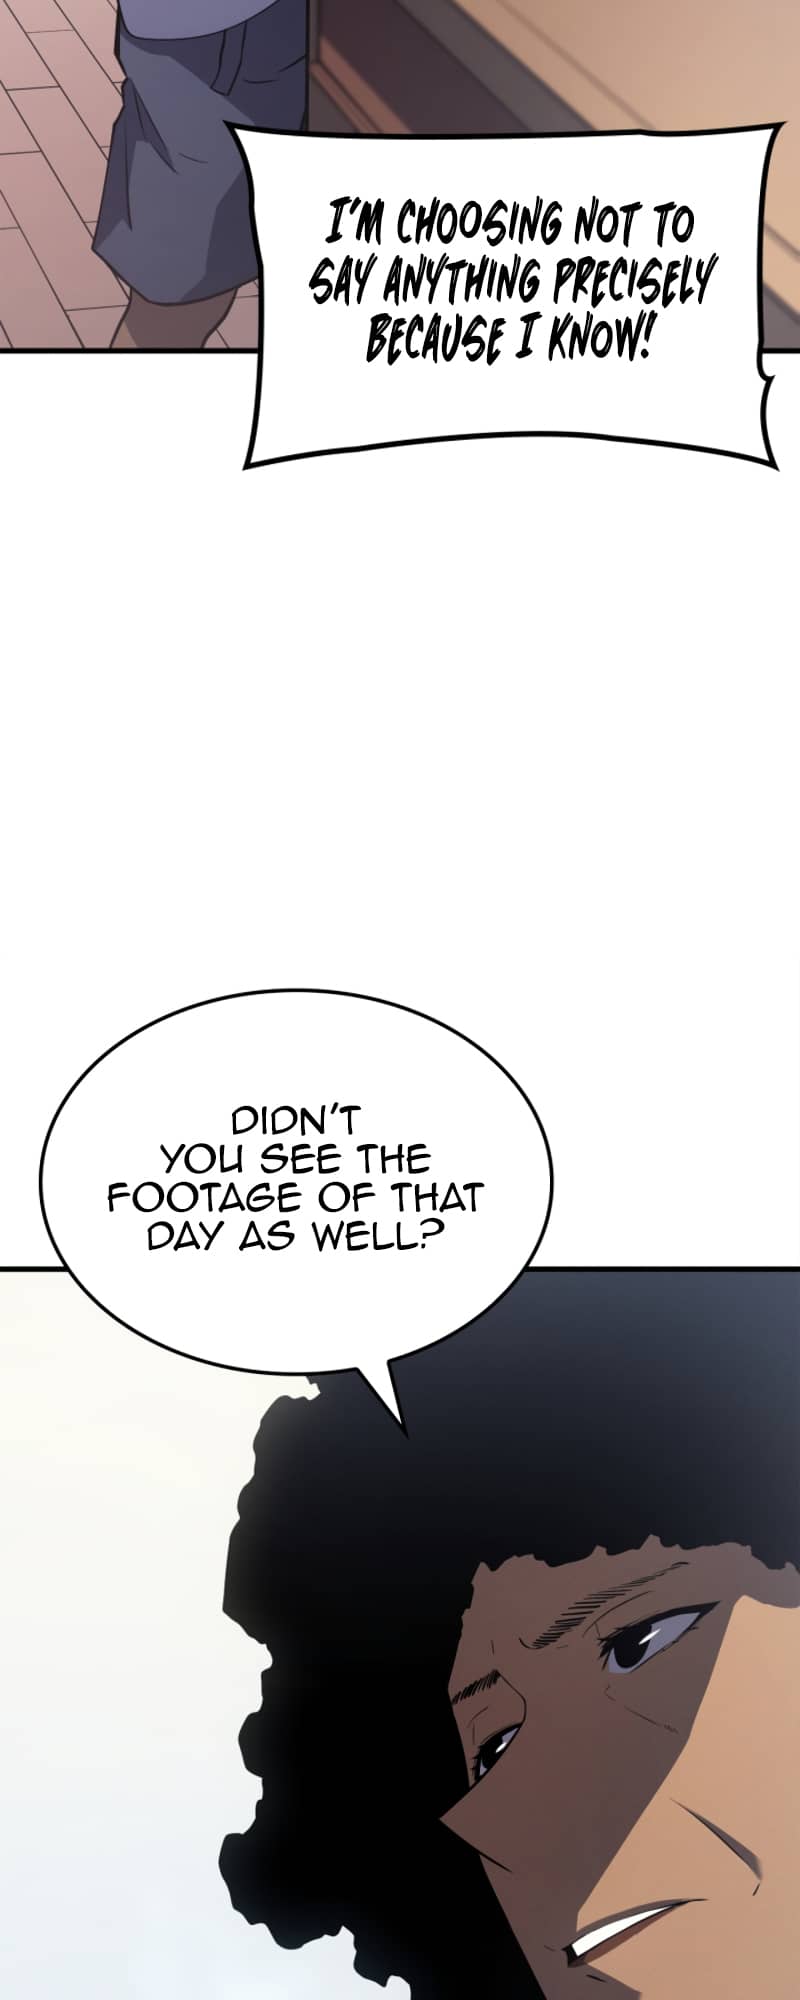 I'M CHOOSING NOT TO
SAY ANYTHING PRECISELY
BECAUSE I KNOW!
DIDN'T
YOU SEE THE
FOOTAGE OF THAT
DAY AS WELL?